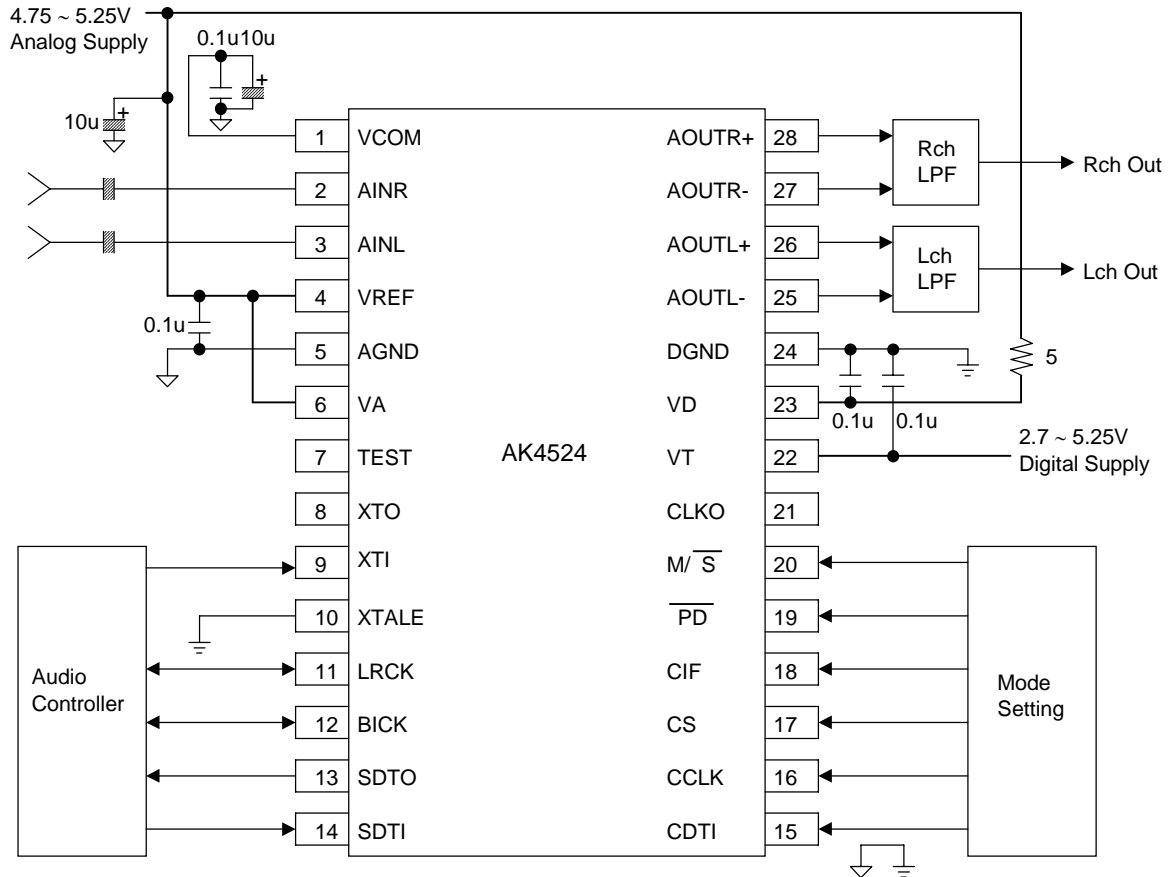 4.75 ~ 5.25V
Analog Supply
0.1u10u
+
+
10u
1 VCOM
2 AINR
3 AINL
4 VREF
0.1u
5 AGND
6 VA
7 TEST
8 XTO
9 XTI
10 XTALE
11 LRCK
12 BICK
13 SDTO
14 SDTI
AK4524
AOUTR+ 28
AOUTR- 27
AOUTL+ 26
AOUTL- 25
DGND 24
VD 23
VT 22
CLKO 21
M/ S 20
PD 19
CIF 18
CS 17
CCLK 16
CDTI 15
Rch
LPF
Rch Out
Lch
LPF
Lch Out
5
0.1u 0.1u
2.7 ~ 5.25V
Digital Supply
Audio
Controller
Mode
Setting